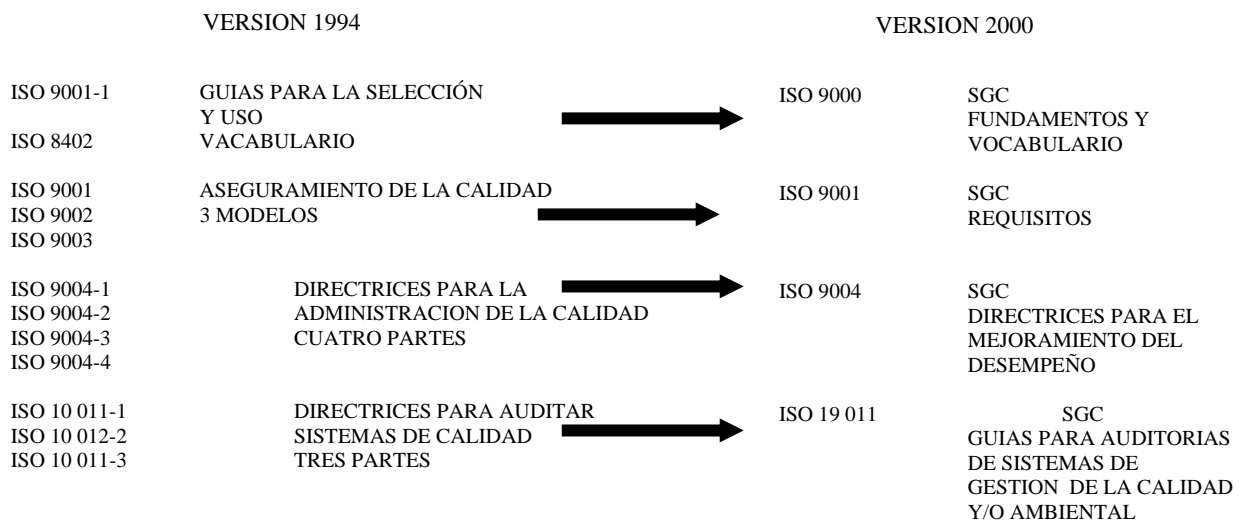 VERSION 1994 VERSION 2000
ISO 9001-1 GUIAS PARA LA SELECCIÓN ISO 9000 SGC
Y USO FUNDAMENTOS Y
ISO 8402 VACABULARIO VOCABULARIO
ISO 9001 ASEGURAMIENTO DE LA CALIDAD ISO 9001 SGC
ISO 9002 3 MODELOS REQUISITOS
ISO 9003
ISO 9004-1 DIRECTRICES PARA LA ISO 9004 SGC
ISO 9004-2 ADMINISTRACION DE LA CALIDAD DIRECTRICES PARA EL
ISO 9004-3 CUATRO PARTES MEJORAMIENTO DEL
ISO 9004-4 DESEMPEÑO
ISO 10 011-1 DIRECTRICES PARA AUDITAR ISO 19 011 SGC
ISO 10 012-2 SISTEMAS DE CALIDAD GUIAS PARA AUDITORIAS
ISO 10 011-3 TRES PARTES DE SISTEMAS DE
GESTION DE LA CALIDAD
Y/O AMBIENTAL